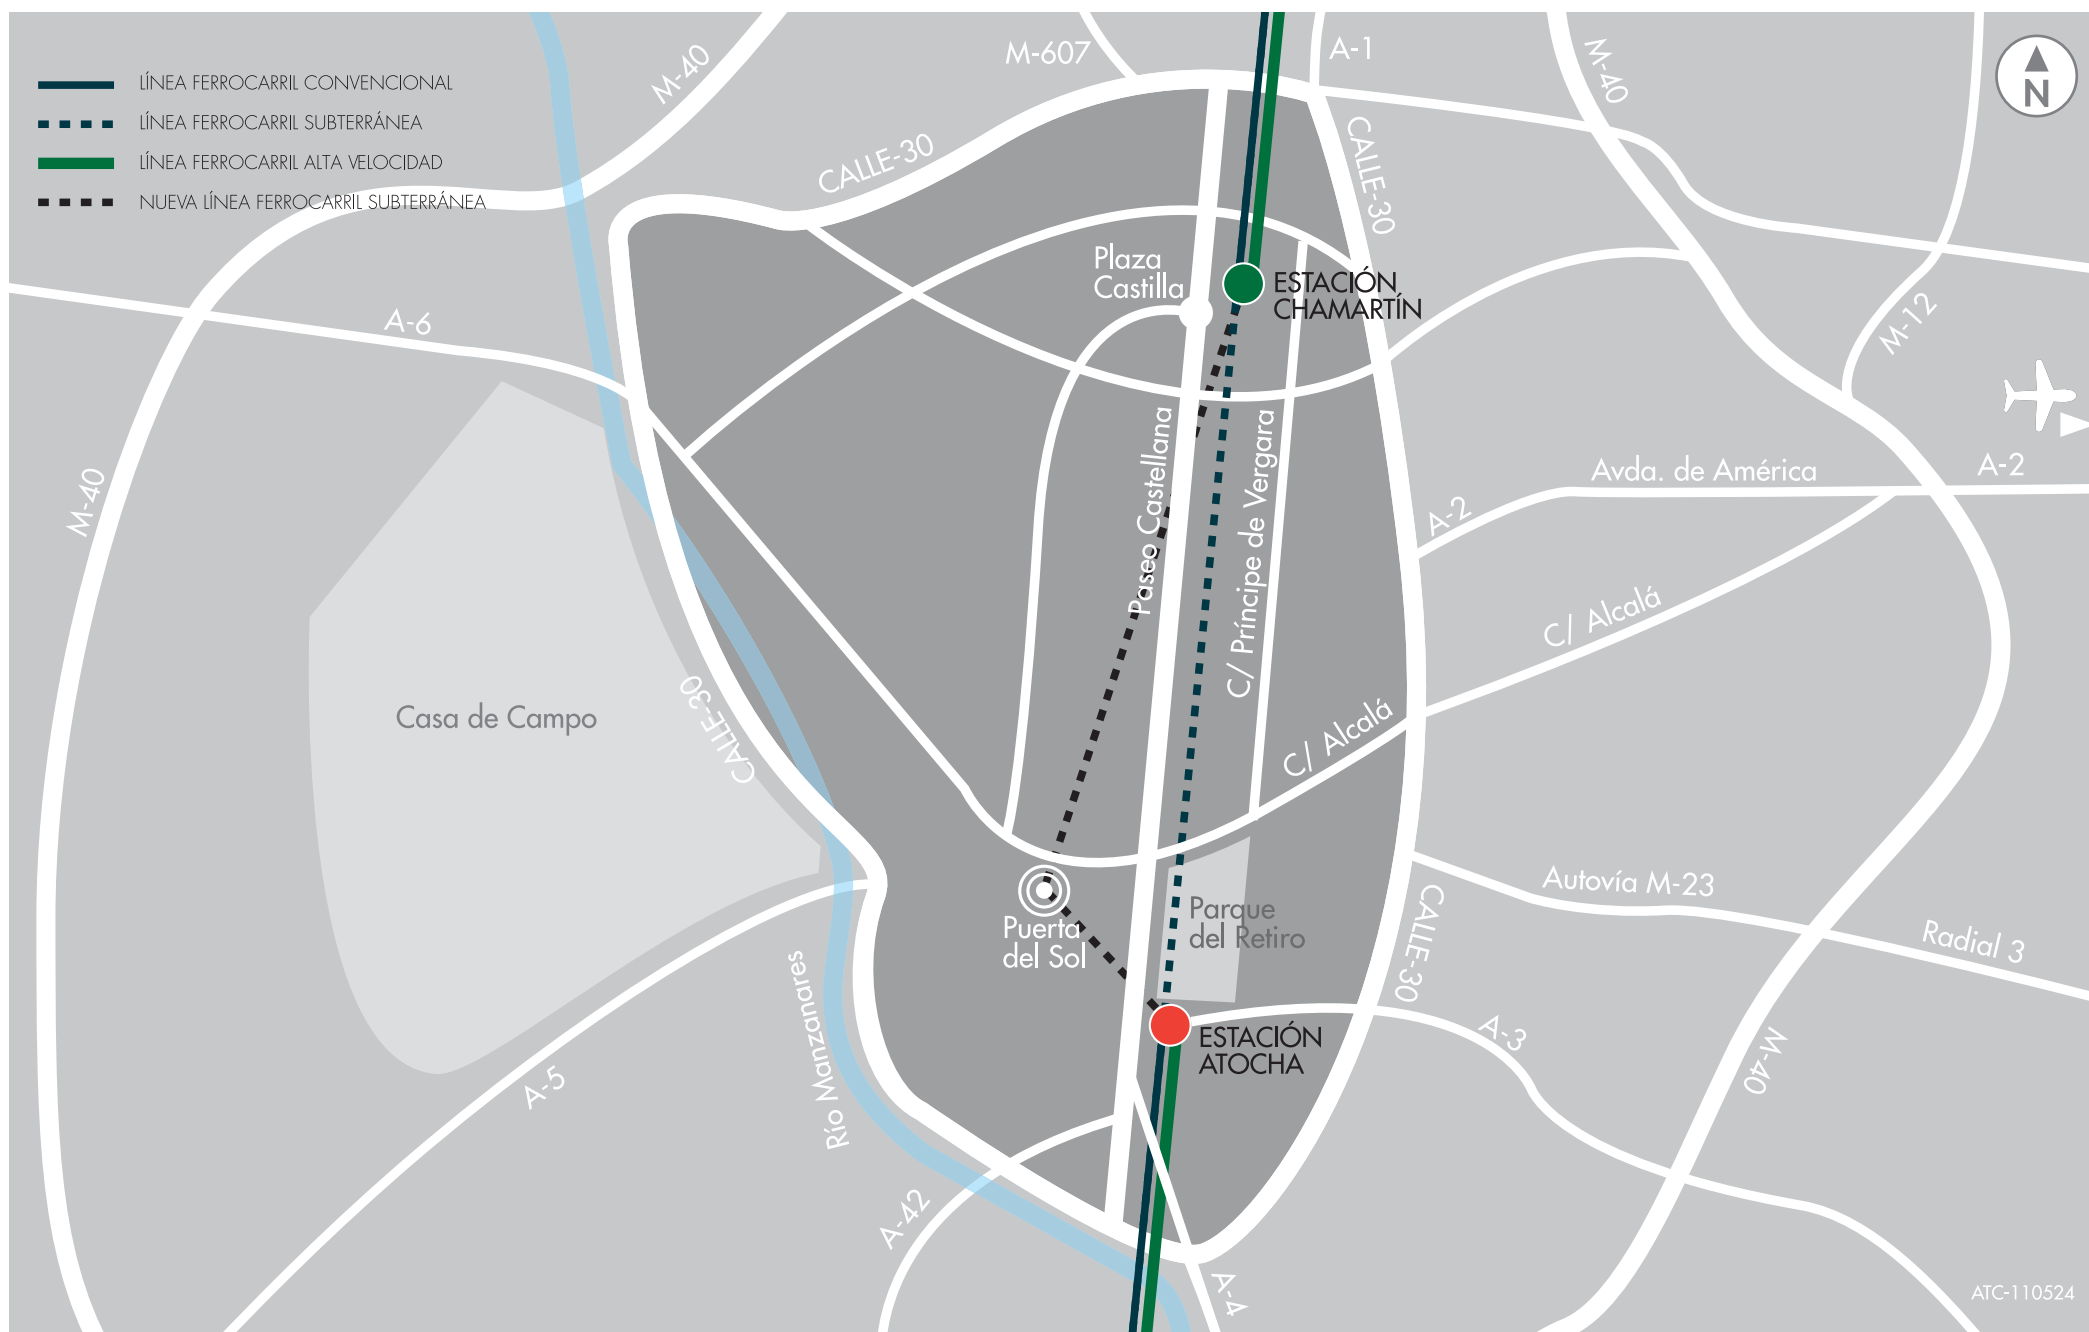 M-607
A-1
M-40
M-40
N
LÍNEA FERROCARRIL CONVENCIONAL
LÍNEA FERROCARRIL SUBTERRÁNEA
LÍNEA FERROCARRIL ALTA VELOCIDAD
NUEVA LÍNEA FERROCARRIL SUBTERRÁNEA
CALLE-30
CALLE-30
Plaza
Castilla
ESTACIÓN
CHAMARTÍN
A-6
M-12
M-40
Paseo Castellana
C/ Príncipe de Vergara
A-2
Avda. de América
A-2
C/ Alcalá
C/ Alcalá
Casa de Campo
CALLE-30
Puerta
del Sol
Parque
del Retiro
CALLE-30
Autovía M-23
Radial 3
Río Manzanares
ESTACIÓN
ATOCHA
A-3
M-40
A-5
A-42
A-4
ATC-110524